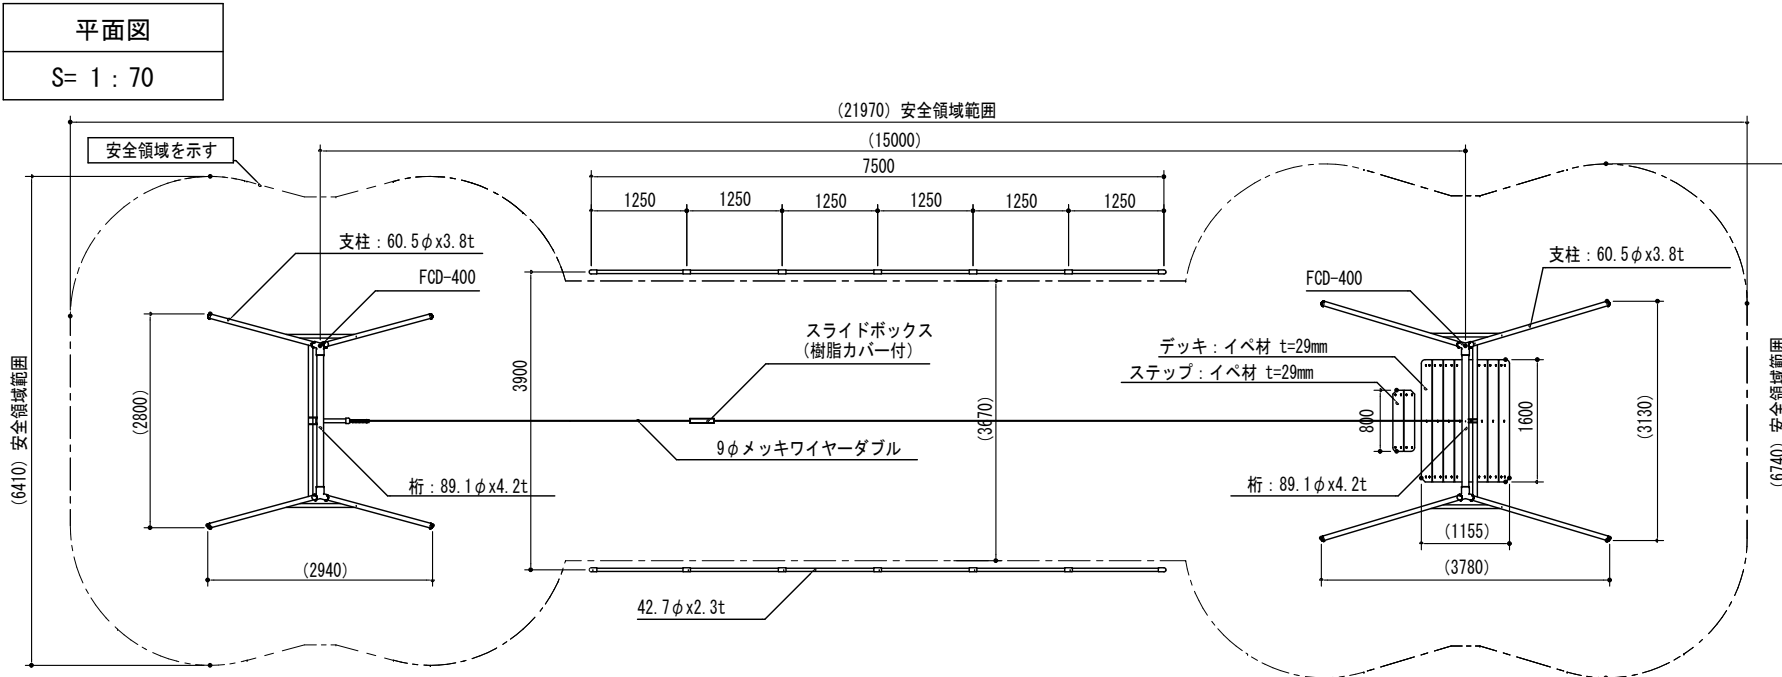 平面図
S= 1 : 70
(21970) 安全領域範囲
(15000)
7500
1250 1250 1250 1250 1250 1250
安全領域を示す
支柱：60.5φx3.8t
FCD-400
支柱：60.5φx3.8t
FCD-400
スライドボックス
(樹脂カバー付)
デッキ：イペ材 t=29mm
ステップ：イペ材 t=29mm
(6410) 安全領域範囲
(2800)
3900
(3670)
800
1600
(3130)
(6740) 安全領域範囲
9φメッキワイヤーダブル
桁：89.1φx4.2t
桁：89.1φx4.2t
(1155)
(2940)
(3780)
42.7φx2.3t